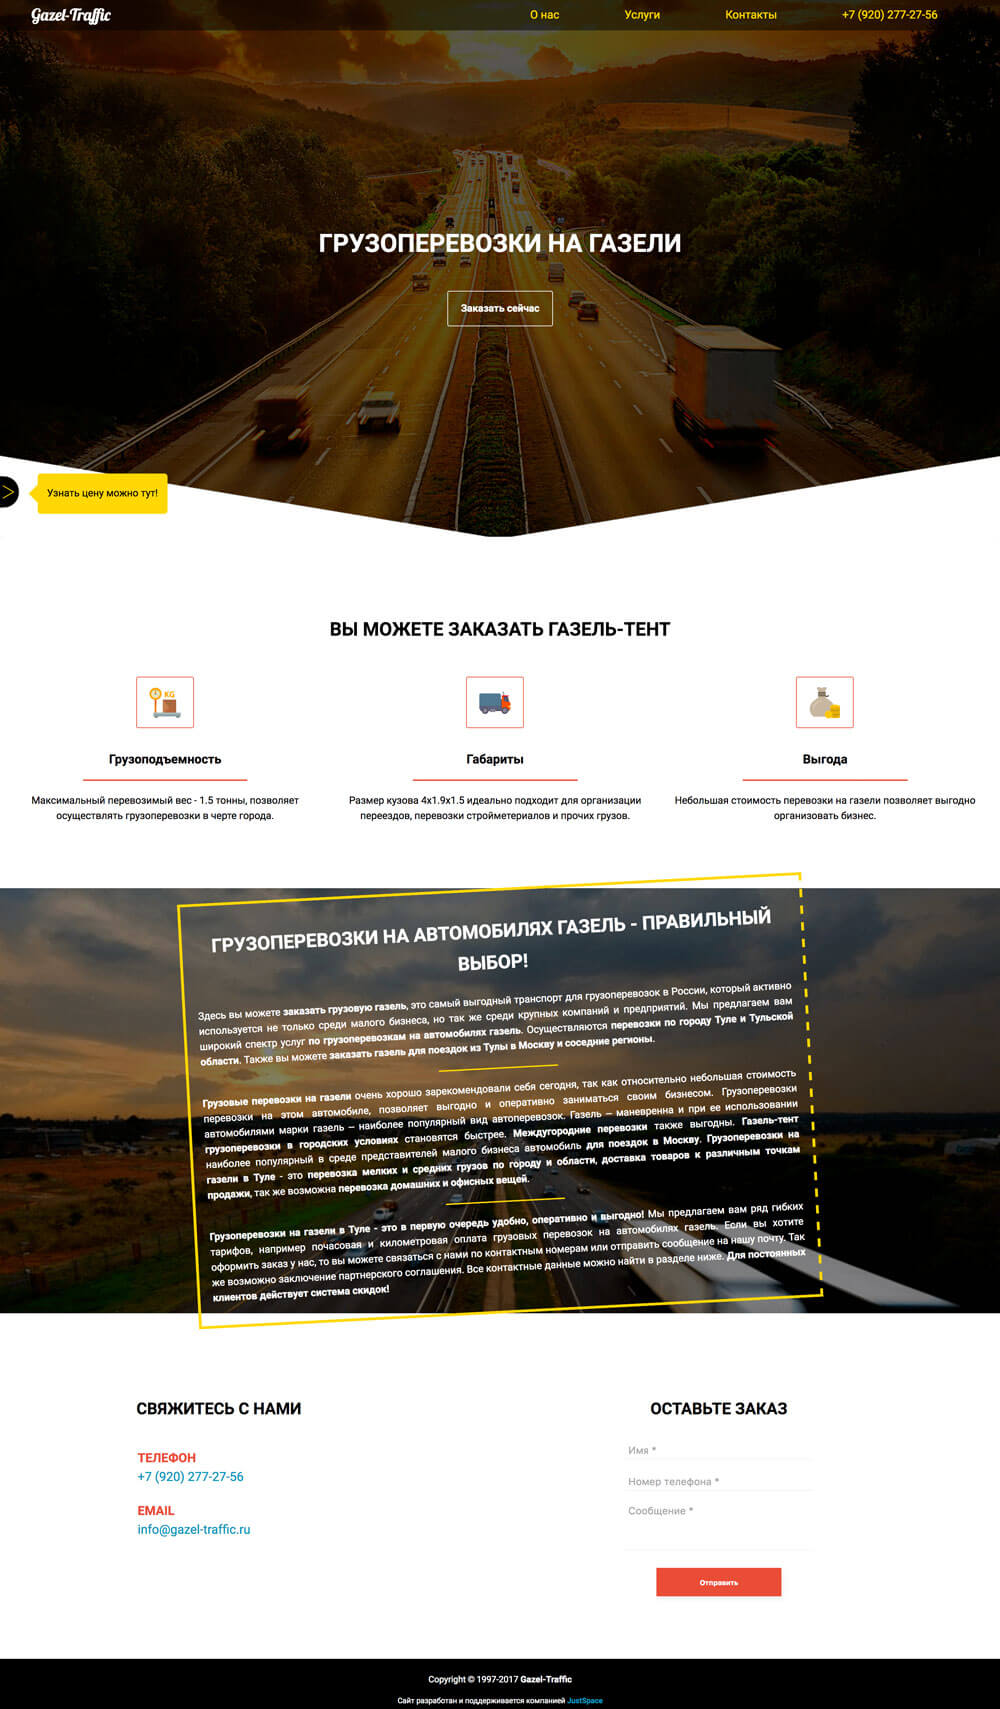 Gazel-Traffic
О нас Услуги Контакты +7 (920) 277-27-56
ГРУЗОПЕРЕВОЗКИ НА ГАЗЕЛИ
Заказать сейчас
>
Узнать цену можно тут!
ВЫ МОЖЕТЕ ЗАКАЗАТЬ ГАЗЕЛЬ-ТЕНТ
KG
Грузоподъемность
Максимальный перевозимый вес - 1.5 тонны, позволяет
осуществлять грузоперевозки в черте города.
Габариты
Размер кузова 4х1.9х1.5 идеально подходит для организации
переездов, перевозки стройметериалов и прочих грузов.
Выгода
Небольшая стоимость перевозки на газели позволяет выгодно
организовать бизнес.
ГРУЗОПЕРЕВОЗКИ НА АВТОМОБИЛЯХ ГАЗЕЛЬ - ПРАВИЛЬНЫЙ
ВЫБОР!
Здесь вы можете заказать грузовую газель, это самый выгодный транспорт для грузоперевозок в России, который активно
используется не только среди малого бизнеса, но так же среди крупных компаний и предприятий. Мы предлагаем вам
широкий спектр услуг по грузоперевозкам на автомобилях газель. Осуществляются перевозки по городу Туле и Тульской
области. Также вы можете заказать газель для поездок из Тулы в Москву и соседние регионы.
Грузовые перевозки на газели очень хорошо зарекомендовали себя сегодня, так как относительно небольшая стоимость
перевозки на этом автомобиле, позволяет выгодно и оперативно заниматься своим бизнесом. Грузоперевозки
автомобилями марки газель – наиболее популярный вид автоперевозок. Газель – маневренна и при ее использовании
грузоперевозки в городских условиях становятся быстрее. Междугородние перевозки также выгодны. Газель-тент
наиболее популярный в среде представителей малого бизнеса автомобиль для поездок в Москву. Грузоперевозки на
газели в Туле - это перевозка мелких и средних грузов по городу и области, доставка товаров к различным точкам
продажи, так же возможна перевозка домашних и офисных вещей.
Грузоперевозки на газели в Туле - это в первую очередь удобно, оперативно и выгодно! Мы предлагаем вам ряд гибких
тарифов, например почасовая и километровая оплата грузовых перевозок на автомобилях газель. Если вы хотите
оформить заказ у нас, то вы можете связаться с нами по контактным номерам или отправить сообщение на нашу почту. Так
же возможно заключение партнерского соглашения. Все контактные данные можно найти в разделе ниже. Для постоянных
клиентов действует система скидок!
СВЯЖИТЕСЬ С НАМИ
ТЕЛЕФОН
+7 (920) 277-27-56
EMAIL
info@gazel-traffic.ru
ОСТАВЬТЕ ЗАКАЗ
Имя *
Номер телефона *
Сообщение *
Отправить
Copyright © 1997-2017 Gazel-Traffic
Сайт разработан и поддерживается компанией JustSpace